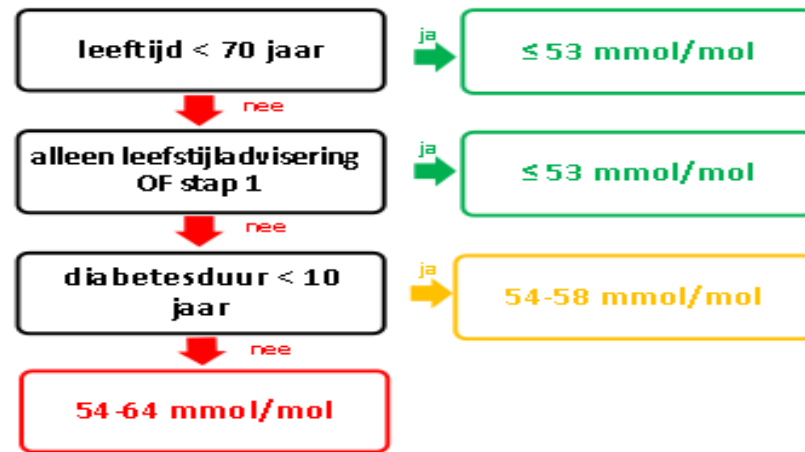 leeftijd < 70 jaar
ja
≤ 53 mmol/mol
nee
alleen leefstijladvisering
OF stap 1
ja
≤ 53 mmol/mol
nee
diabetesduur < 10
jaar
ja
54-58 mmol/mol
nee
54-64 mmol/mol